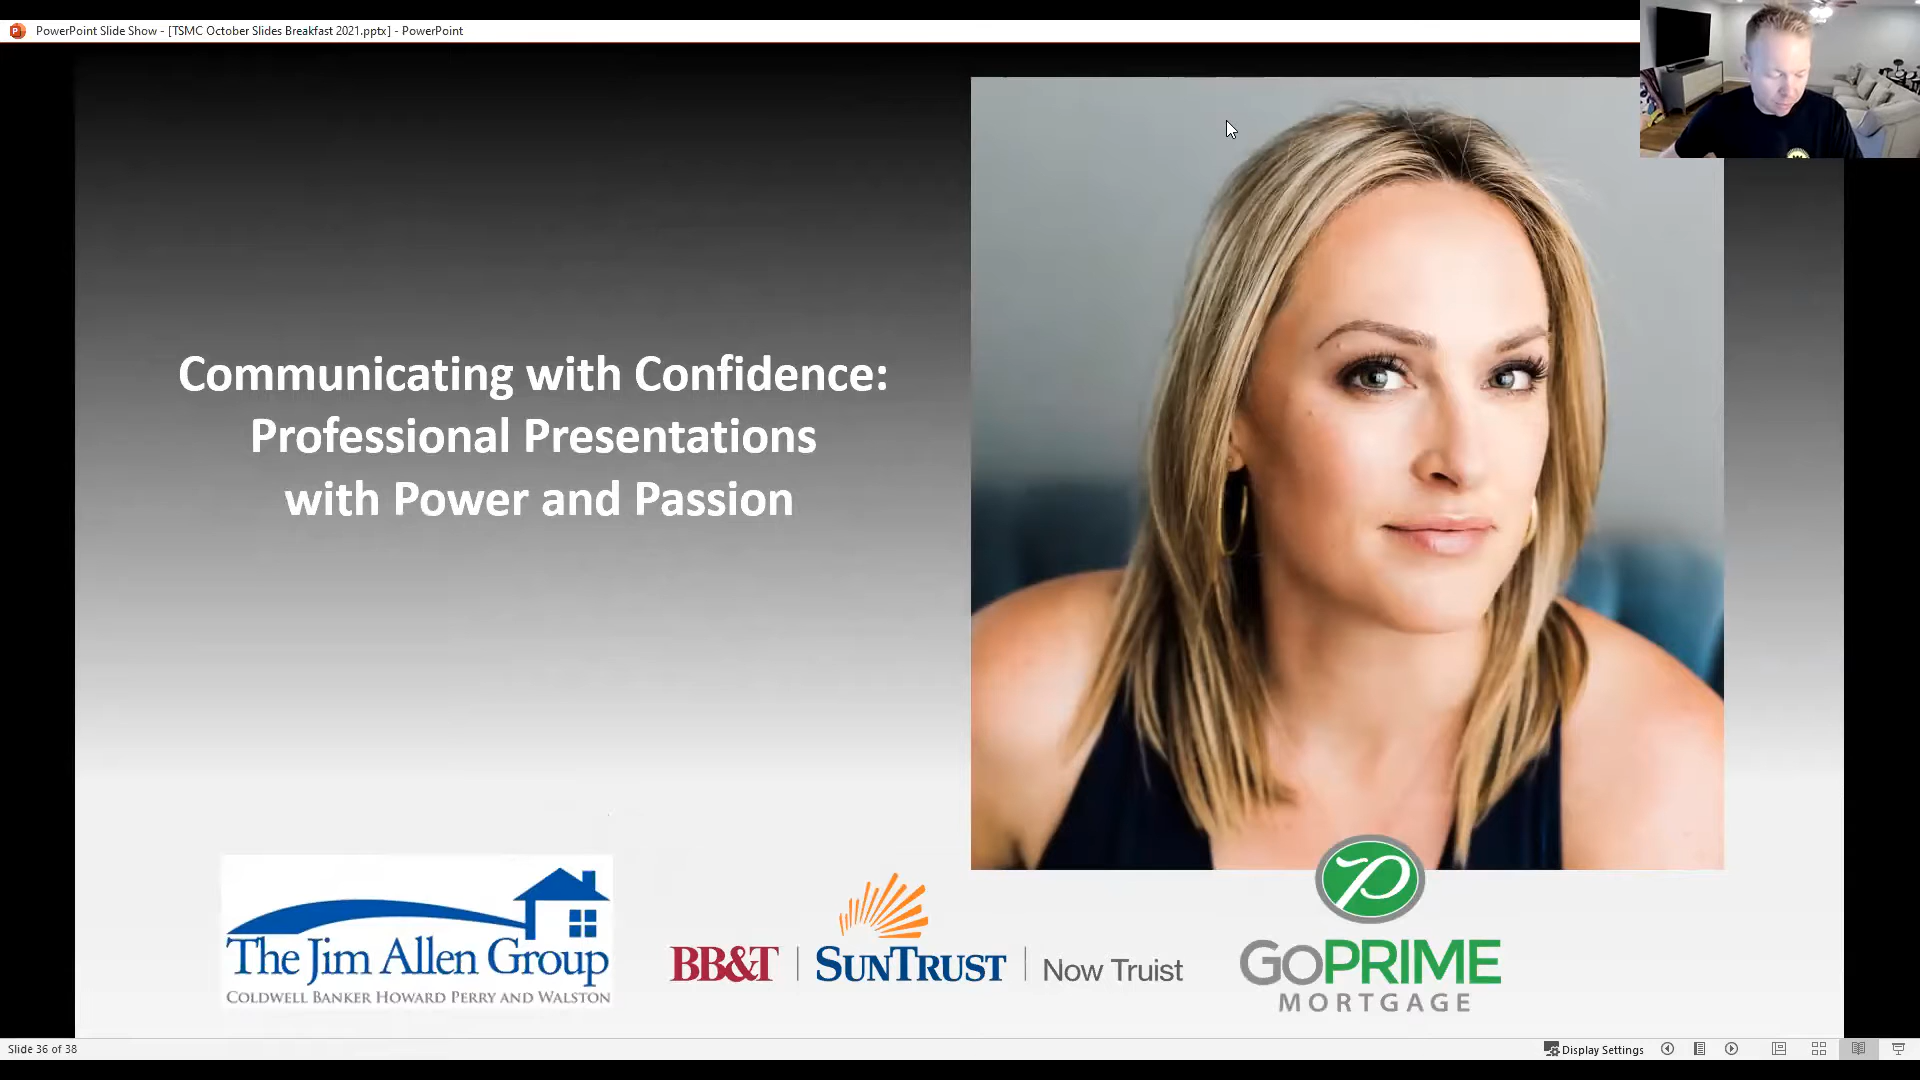 PowerPoint Slide Show - [TSMC October Slides Breakfast 2021.pptx] - PowerPoint
Communicating with Confidence:
Professional Presentations
with Power and Passion
The Jim Allen Group
COLDWELL BANKER HOWARD PERRY AND WALSTON
BB&T | SUNTRUST | Now Truist
GOPRIME
MORTGAGE
Slide 36 of 38
Display Settings